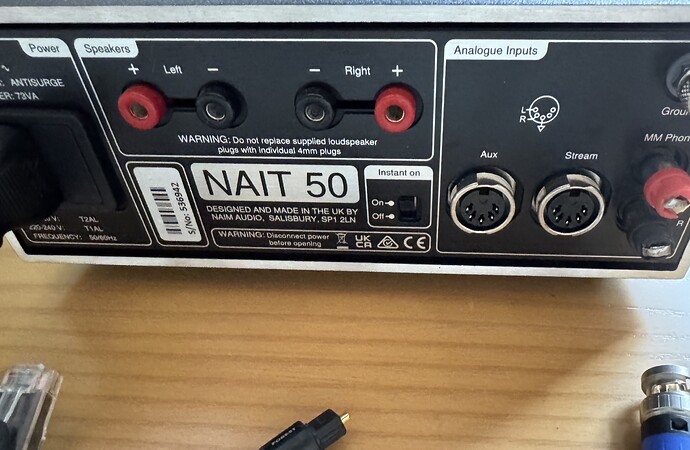 Power
ANTISURGE
73VA
T2AL
220-240 V: T1AL
FREQUENCY: 50/60Hz
Speakers
+ Left −
− Right +
WARNING: Do not replace supplied loudspeaker
plugs with individual 4mm plugs
S/No: 536942
NAIT 50
DESIGNED AND MADE IN THE UK BY
NAIM AUDIO, SALISBURY, SP1 2LN
Instant on
On
Off
WARNING: Disconnect power
before opening
UK
CA
CE
Analogue Inputs
L
R
Aux
Stream
MM Phono
R
FOREST